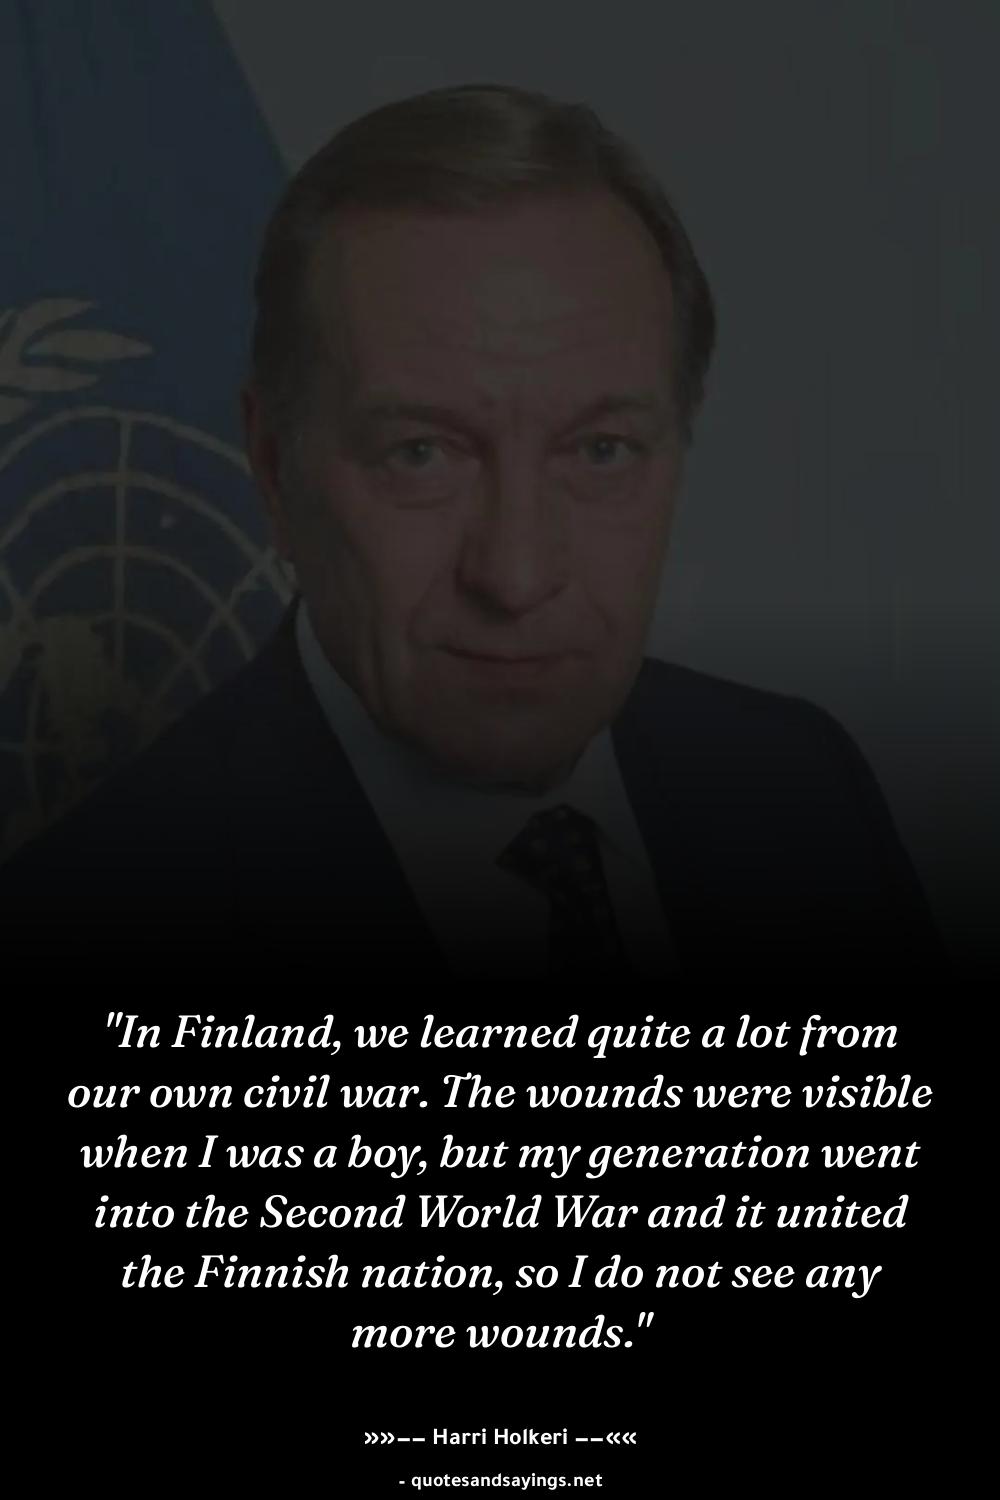 "In Finland, we learned quite a lot from
our own civil war. The wounds were visible
when I was a boy, but my generation went
into the Second World War and it united
the Finnish nation, so I do not see any
more wounds."
»»–– Harri Holkeri ––««
- quotesandsayings.net